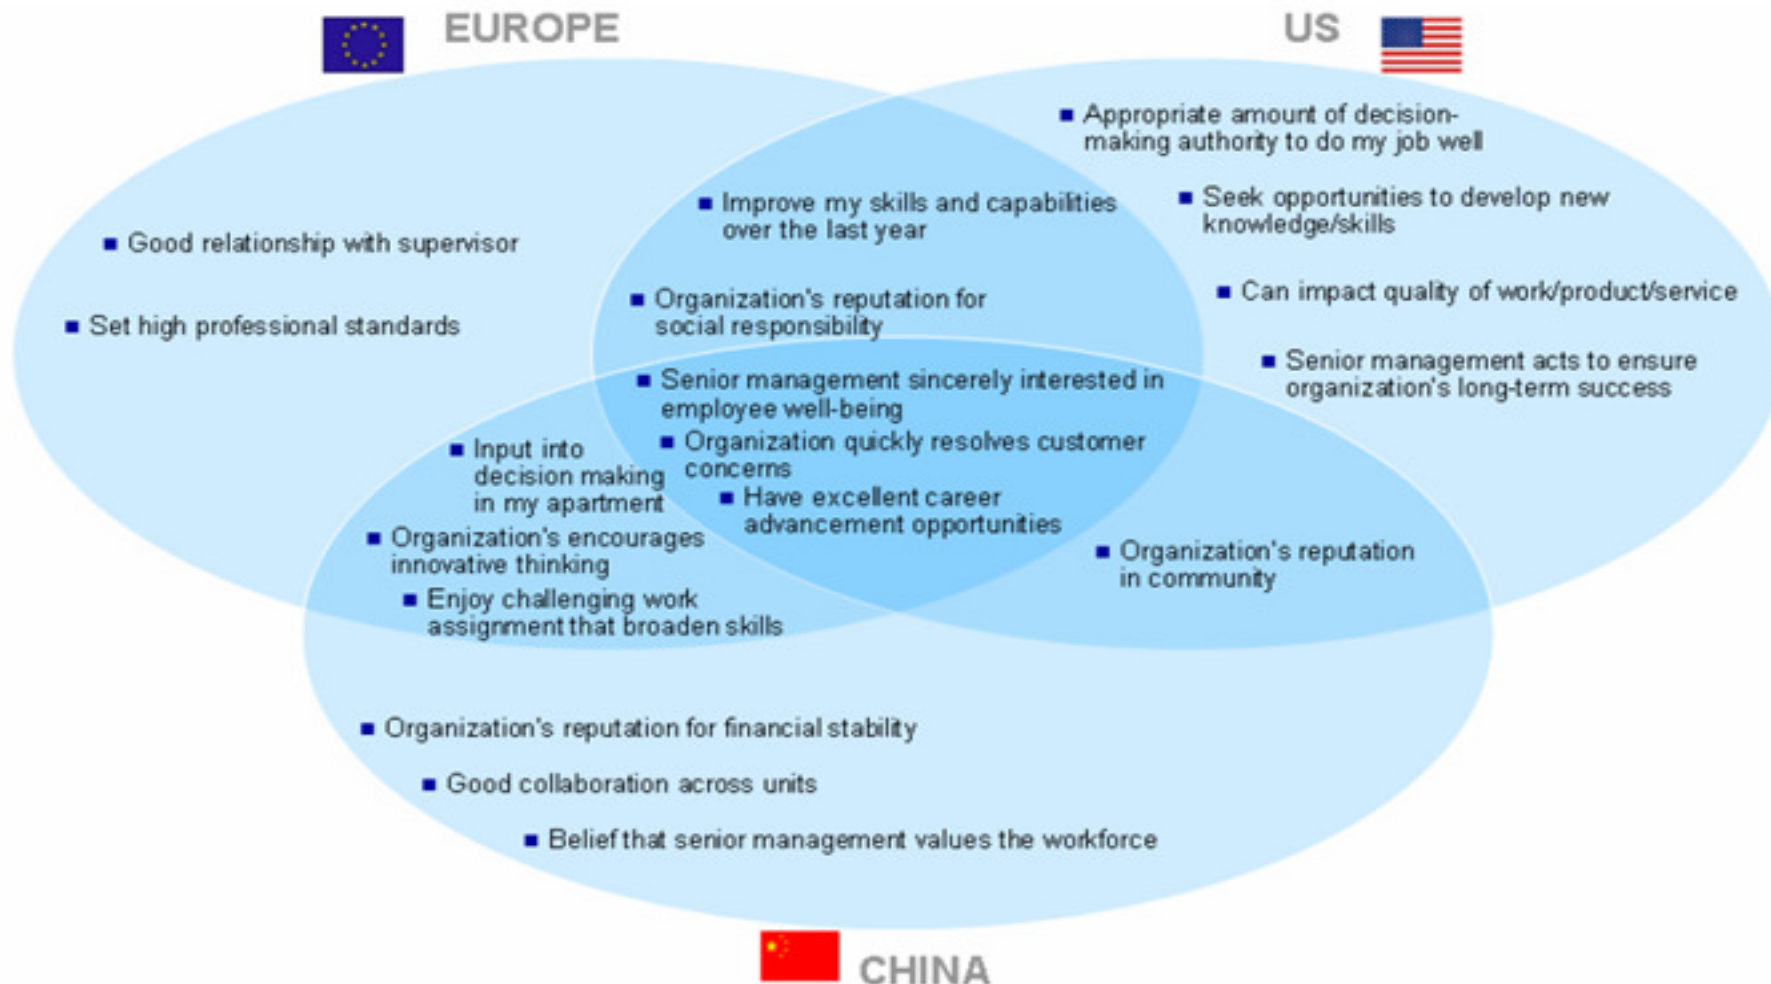 EUROPE
US
■ Appropriate amount of decision-
making authority to do my job well
■ Improve my skills and capabilities
over the last year
■ Seek opportunities to develop new
knowledge/skills
■ Good relationship with supervisor
■ Organization's reputation for
social responsibility
■ Can impact quality of work/product/service
■ Set high professional standards
■ Senior management sincerely interested in
employee well-being
■ Senior management acts to ensure
organization's long-term success
■ Organization quickly resolves customer
concerns
■ Input into
decision making
in my apartment
■ Have excellent career
advancement opportunities
■ Organization's encourages
innovative thinking
■ Organization's reputation
in community
■ Enjoy challenging work
assignment that broaden skills
■ Organization's reputation for financial stability
■ Good collaboration across units
■ Belief that senior management values the workforce
CHINA